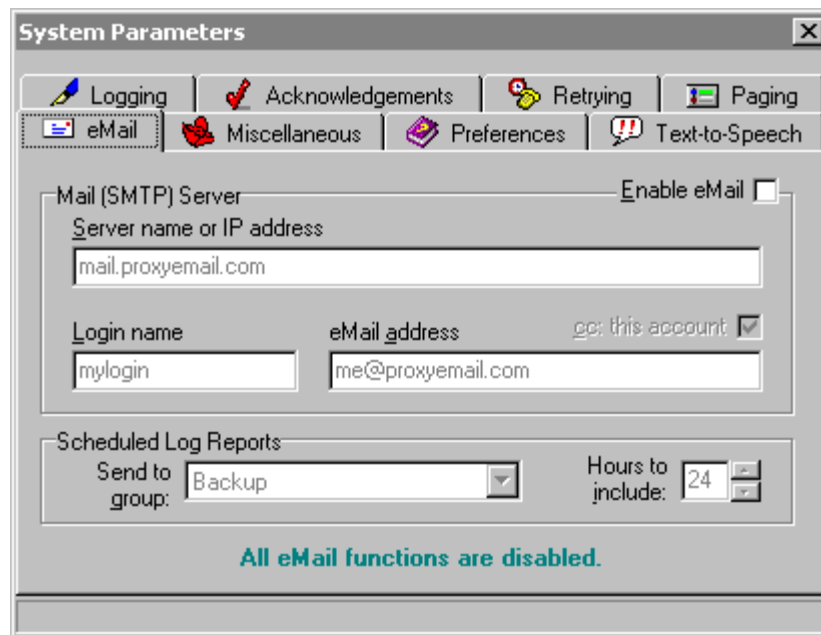 System Parameters
Logging Acknowledgements Retrying Paging
eMail Miscellaneous Preferences Text-to-Speech
Mail (SMTP) Server Enable eMail
Server name or IP address
mail.proxyemail.com
Login name eMail address cc: this account
mylogin me@proxyemail.com
Scheduled Log Reports
Send to group: Backup Hours to include: 24
All eMail functions are disabled.